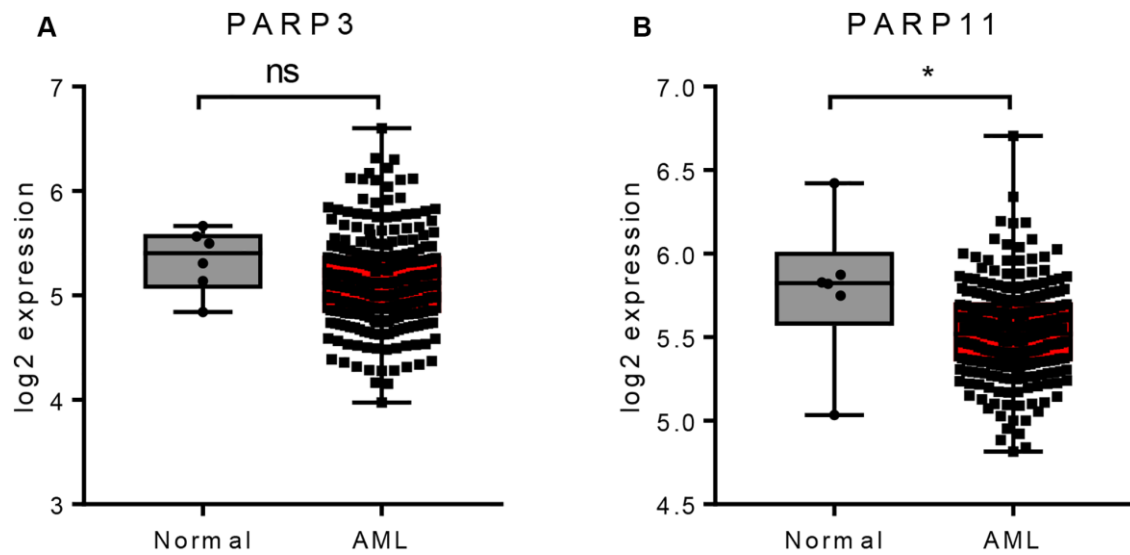 A
PARP3
ns
7
6
5
4
3
log2 expression
Normal
AML
B
PARP11
*
7.0
6.5
6.0
5.5
5.0
4.5
log2 expression
Normal
AML